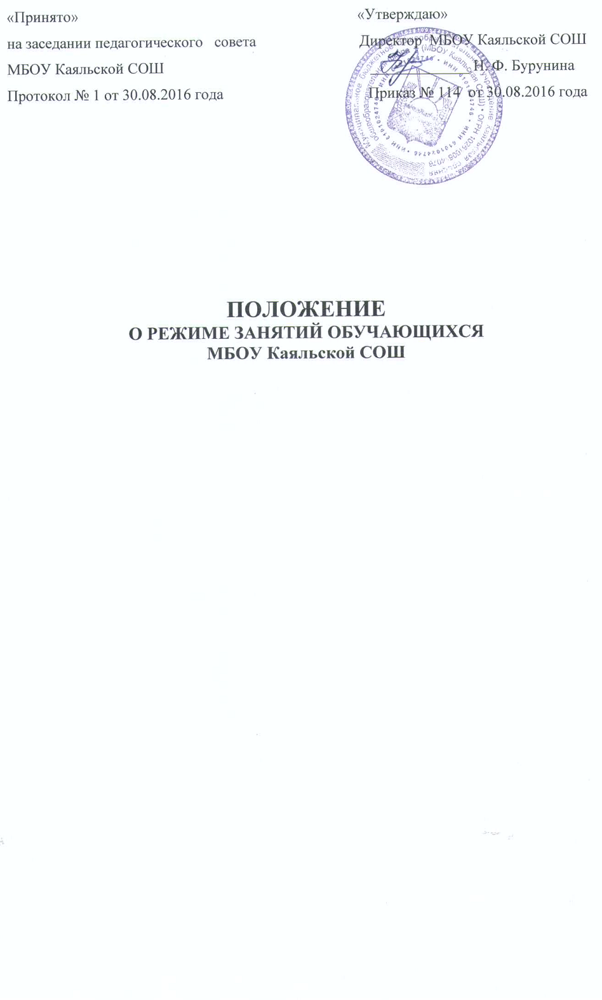 «Принято»
на заседании педагогического совета
МБОУ Каяльской СОШ
Протокол № 1 от 30.08.2016 года
«Утверждаю»
Директор МБОУ Каяльской СОШ
Н. Ф. Бурунина
Приказ № 114 от 30.08.2016 года
ПОЛОЖЕНИЕ
О РЕЖИМЕ ЗАНЯТИЙ ОБУЧАЮЩИХСЯ
МБОУ Каяльской СОШ